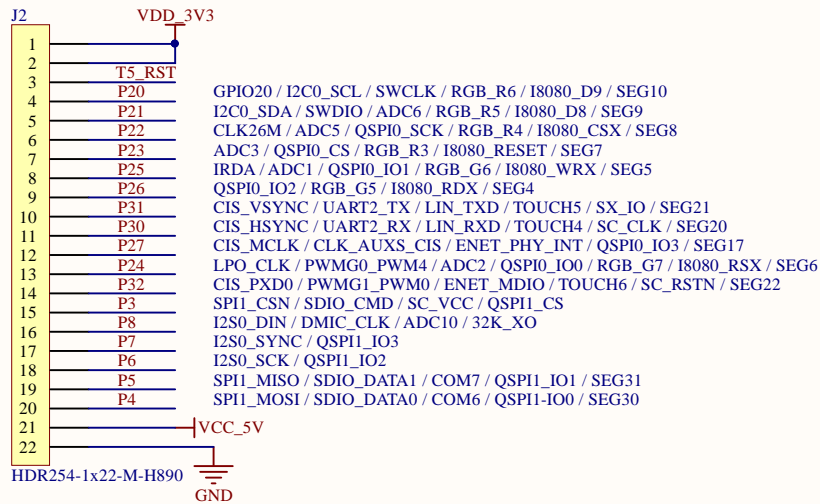 J2
VDD_3V3
1
2
3 T5_RST
4 P20 GPIO20 / I2C0_SCL / SWCLK / RGB_R6 / I8080_D9 / SEG10
5 P21 I2C0_SDA / SWDIO / ADC6 / RGB_R5 / I8080_D8 / SEG9
6 P22 CLK26M / ADC5 / QSPI0_SCK / RGB_R4 / I8080_CSX / SEG8
7 P23 ADC3 / QSPI0_CS / RGB_R3 / I8080_RESET / SEG7
8 P25 IRDA / ADC1 / QSPI0_IO1 / RGB_G6 / I8080_WRX / SEG5
9 P26 QSPI0_IO2 / RGB_G5 / I8080_RDX / SEG4
10 P31 CIS_VSYNC / UART2_TX / LIN_TXD / TOUCH5 / SX_IO / SEG21
11 P30 CIS_HSYNC / UART2_RX / LIN_RXD / TOUCH4 / SC_CLK / SEG20
12 P27 CIS_MCLK / CLK_AUXS_CIS / ENET_PHY_INT / QSPI0_IO3 / SEG17
13 P24 LPO_CLK / PWMG0_PWM4 / ADC2 / QSPI0_IO0 / RGB_G7 / I8080_RSX / SEG6
14 P32 CIS_PXD0 / PWMG1_PWM0 / ENET_MDIO / TOUCH6 / SC_RSTN / SEG22
15 P3 SPI1_CSN / SDIO_CMD / SC_VCC / QSPI1_CS
16 P8 I2S0_DIN / DMIC_CLK / ADC10 / 32K_XO
17 P7 I2S0_SYNC / QSPI1_IO3
18 P6 I2S0_SCK / QSPI1_IO2
19 P5 SPI1_MISO / SDIO_DATA1 / COM7 / QSPI1_IO1 / SEG31
20 P4 SPI1_MOSI / SDIO_DATA0 / COM6 / QSPI1-IO0 / SEG30
21 VCC_5V
22
HDR254-1x22-M-H890
GND